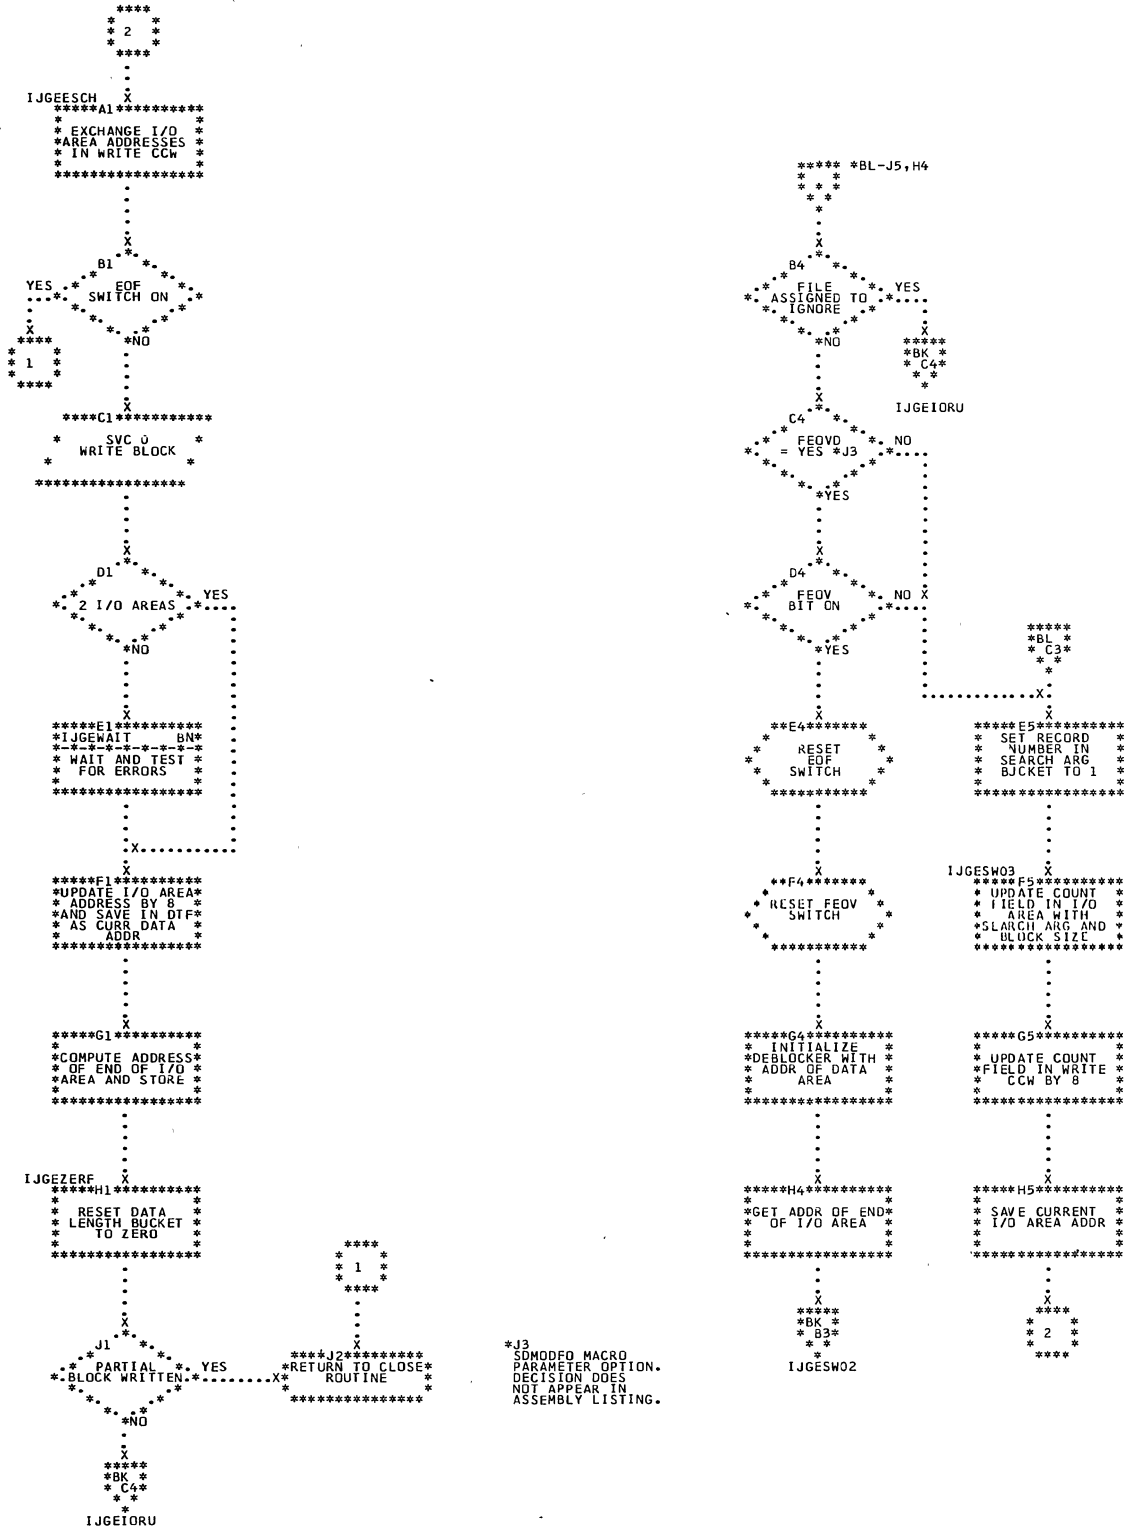 2
IJGEESCH
A1
EXCHANGE I/O
AREA ADDRESSES
IN WRITE CCW
B1
EOF
SWITCH ON
YES
NO
1
C1
SVC 0
WRITE BLOCK
D1
2 I/O AREAS
YES
NO
E1
IJGEWAIT BN
WAIT AND TEST
FOR ERRORS
F1
UPDATE I/O AREA
ADDRESS BY 8
AND SAVE IN DTF
AS CURR DATA
ADDR
G1
COMPUTE ADDRESS
OF END OF I/O
AREA AND STORE
IJGEZERF
H1
RESET DATA
LENGTH BUCKET
TO ZERO
J1
PARTIAL
BLOCK WRITTEN
YES
NO
BK
C4
IJGEIORU
1
J2
RETURN TO CLOSE
ROUTINE
*J3
SDMODFO MACRO
PARAMETER OPTION.
DECISION DOES
NOT APPEAR IN
ASSEMBLY LISTING.
*BL-J5,H4
B4
FILE
ASSIGNED TO
IGNORE
YES
NO
BK
C4
IJGEIORU
C4
FEOVD
= YES *J3
NO
YES
D4
FEOV
BIT ON
NO
YES
E4
RESET
EOF
SWITCH
F4
RESET FEOV
SWITCH
G4
INITIALIZE
DEBLOCKER WITH
ADDR OF DATA
AREA
H4
GET ADDR OF END
OF I/O AREA
BK
B3
IJGESW02
BL
C3
E5
SET RECORD
NUMBER IN
SEARCH ARG
BUCKET TO 1
IJGESW03
F5
UPDATE COUNT
FIELD IN I/O
AREA WITH
SEARCH ARG AND
BLOCK SIZE
G5
UPDATE COUNT
FIELD IN WRITE
CCW BY 8
H5
SAVE CURRENT
I/O AREA ADDR
2